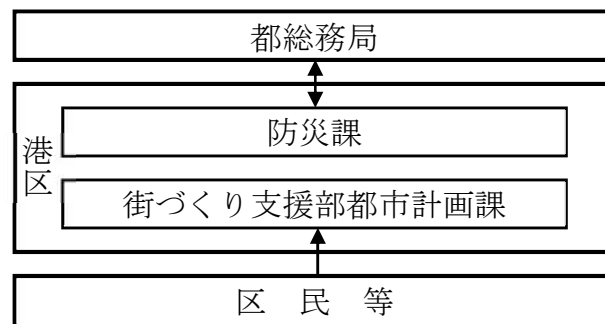 都総務局
港区
防災課
街づくり支援部都市計画課
区民等